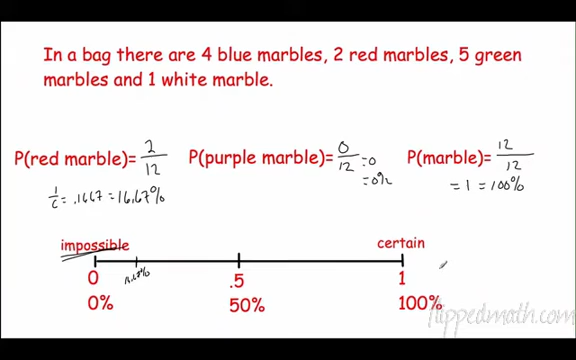 In a bag there are 4 blue marbles, 2 red marbles, 5 green
marbles and 1 white marble.
P(red marble)= 2/12 P(purple marble)= 0/12 =0 P(marble)= 12/12
=0% = 1 = 100%
1/6 = .1667 = 16.67%
impossible certain
0 16.67% .5 1
0% 50% 100%
flippedmath.com